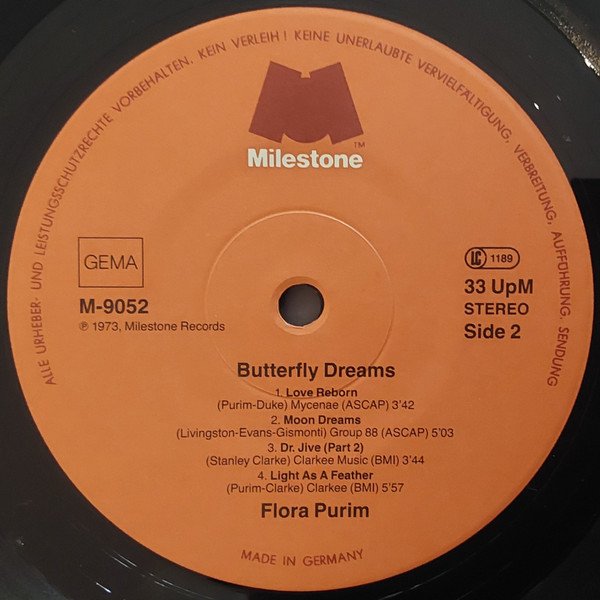 ALLE URHEBER- UND LEISTUNGSSCHUTZRECHTE VORBEHALTEN. KEIN VERLEIH! KEINE UNERLAUBTE VERVIELFÄLTIGUNG, VERBREITUNG, AUFFÜHRUNG, SENDUNG
TM
Milestone
GEMA
M-9052
℗ 1973, Milestone Records
LC 1189
33 UpM
STEREO
Side 2
Butterfly Dreams
1. Love Reborn
(Purim-Duke) Mycenae (ASCAP) 3'42
2. Moon Dreams
(Livingston-Evans-Gismonti) Group 88 (ASCAP) 5'03
3. Dr. Jive (Part 2)
(Stanley Clarke) Clarkee Music (BMI) 3'44
4. Light As A Feather
(Purim-Clarke) Clarkee (BMI) 5'57
Flora Purim
MADE IN GERMANY